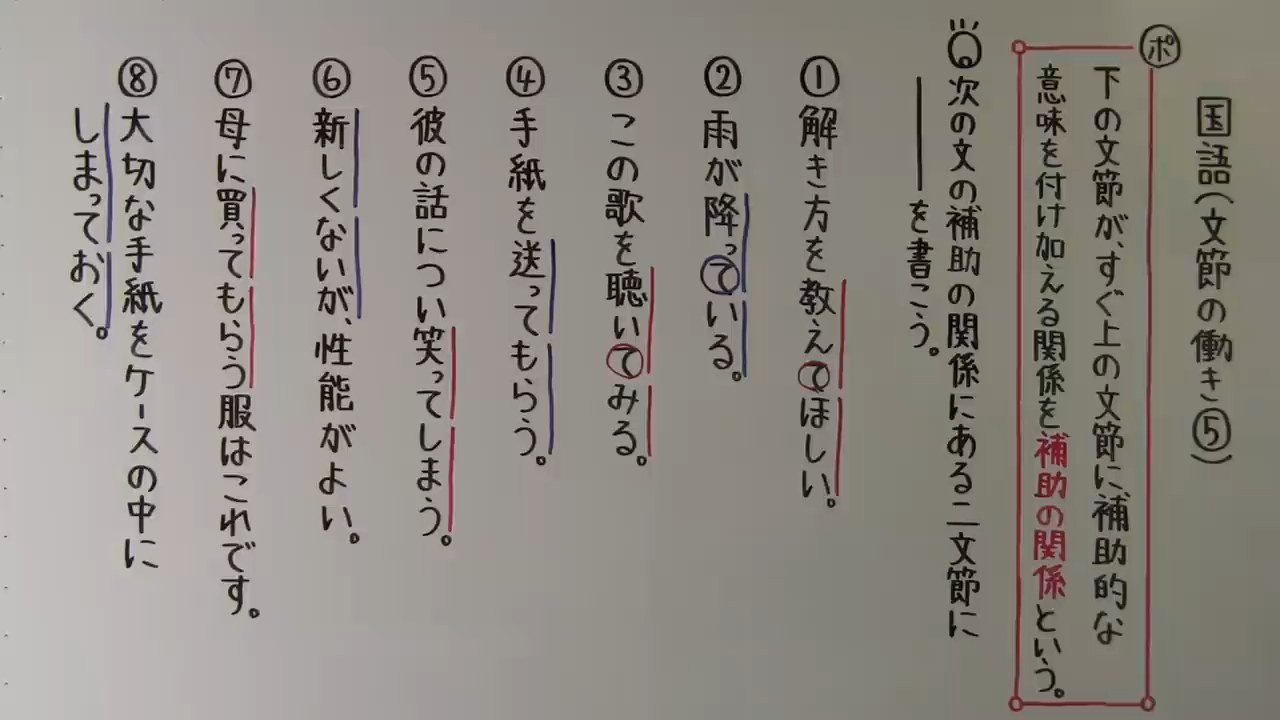 国語(文節の働き⑤)
ポ
下の文節が、すぐ上の文節に補助的な
意味を付け加える関係を補助の関係という。
Q 次の文の補助の関係にある二文節に
を書こう。
①解き方を教えてほしい。
②雨が降っている。
③この歌を聴いてみる。
④手紙を送ってもらう。
⑤彼の話につい笑ってしまう。
⑥新しくないが、性能がよい。
⑦母に買ってもらう服はこれです。
⑧大切な手紙をケースの中に
しまっておく。